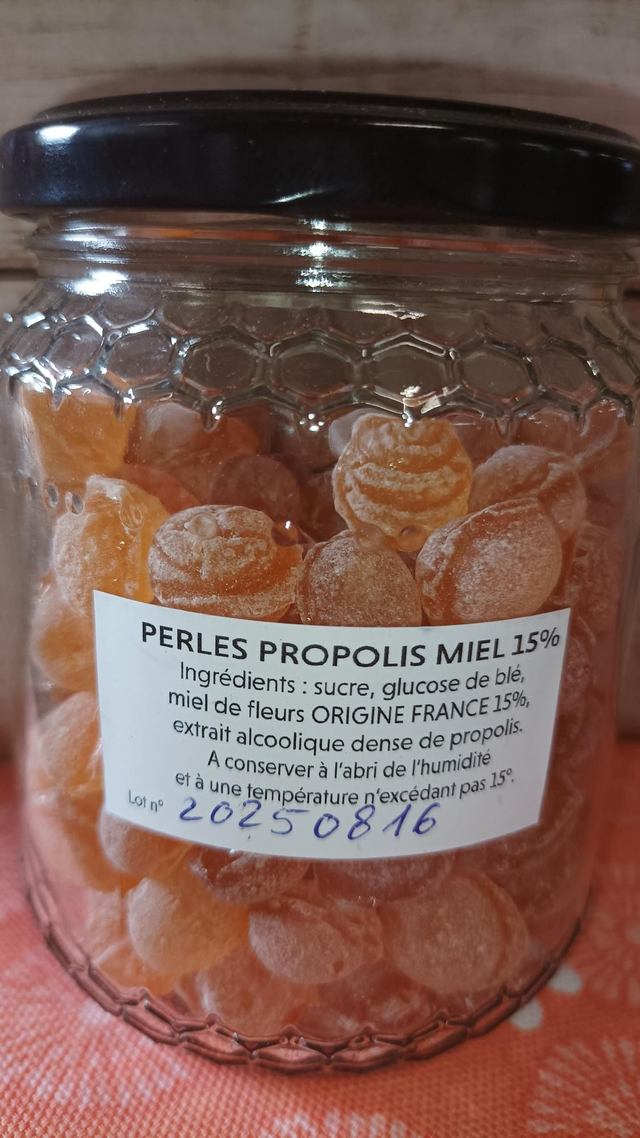 PERLES PROPOLIS MIEL 15%
Ingrédients : sucre, glucose de blé,
miel de fleurs ORIGINE FRANCE 15%,
extrait alcoolique dense de propolis.
A conserver à l'abri de l'humidité
et à une température n'excédant pas 15°.
Lot n° 20250816